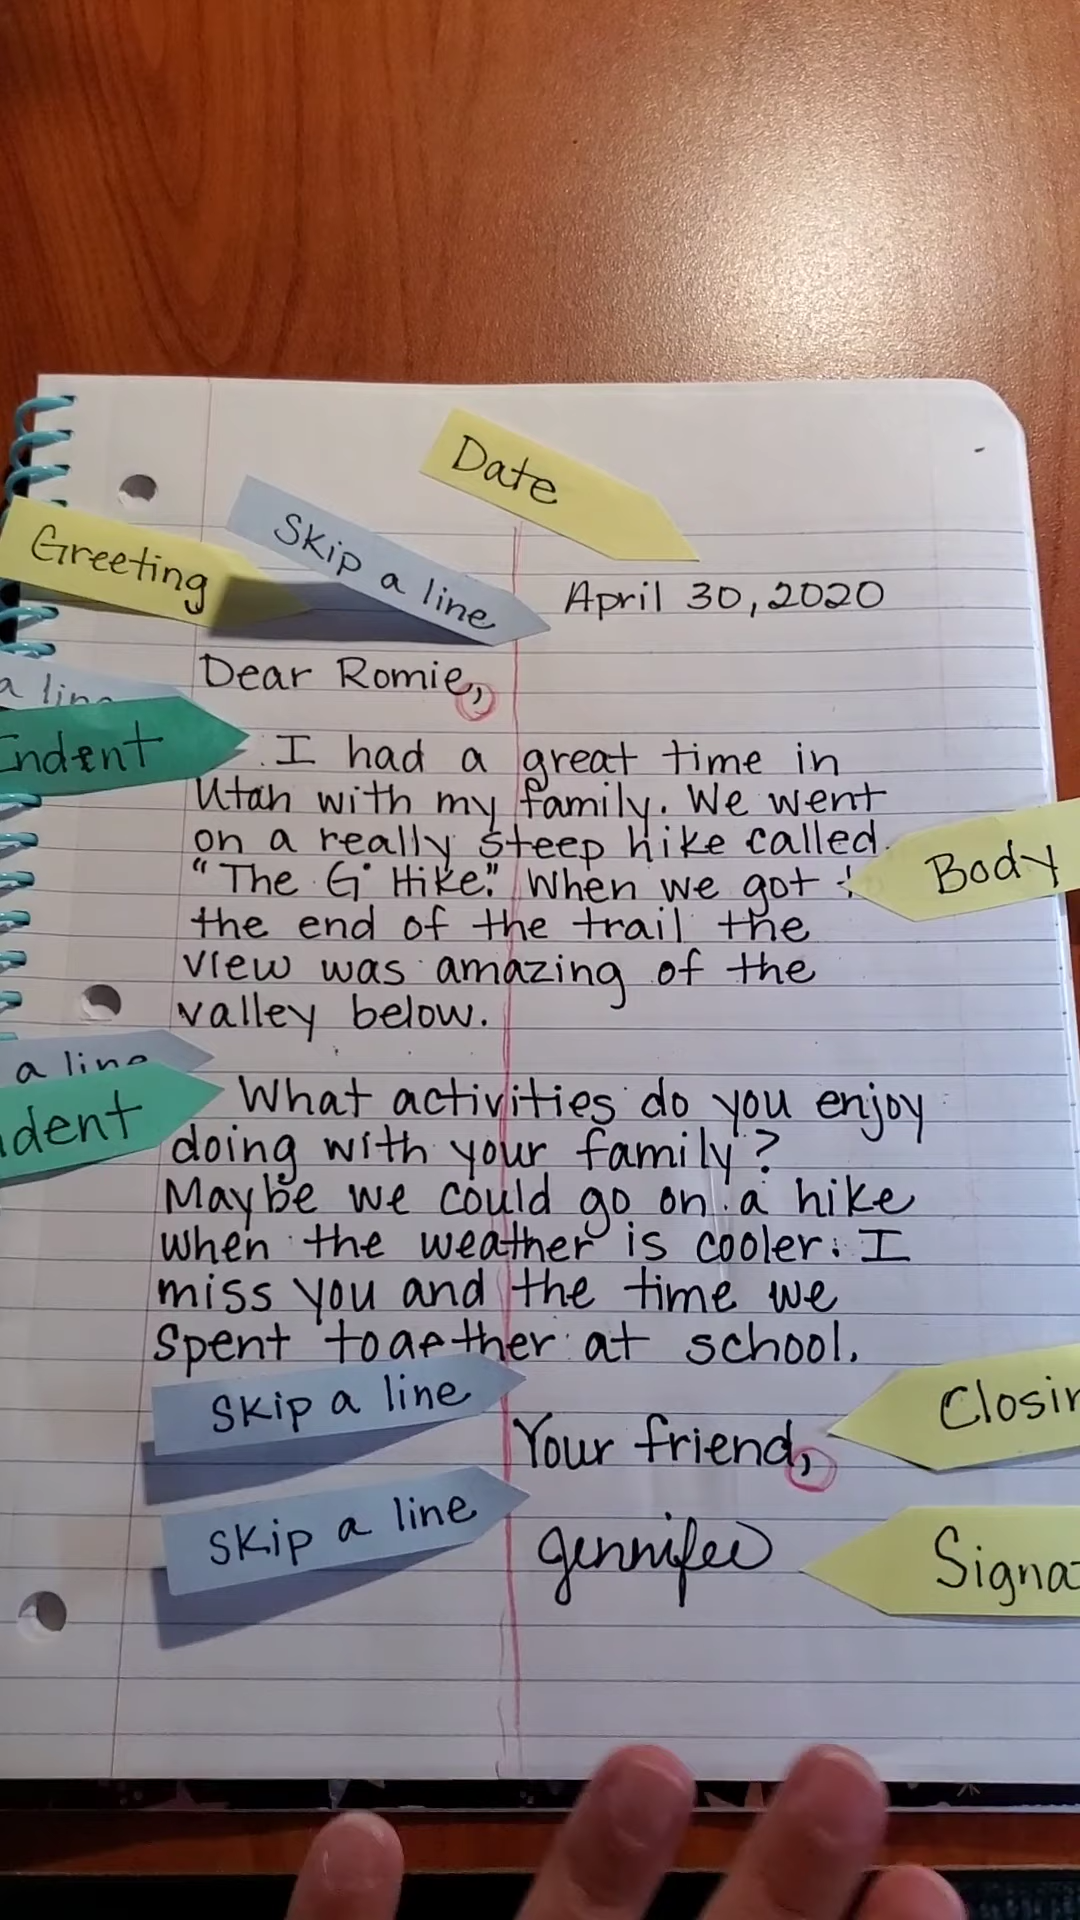 Date
Skip a line
Greeting
April 30, 2020
Dear Romie,
a line
Indent
I had a great time in
Utah with my family. We went
on a really steep hike called
Body
"The G Hike." When we got
the end of the trail the
view was amazing of the
valley below.
a line
dent
What activities do you enjoy
doing with your family?
Maybe we could go on a hike
when the weather is cooler. I
miss you and the time we
spent together at school.
Skip a line
Closin
Your friend,
Skip a line
Jennifer
Signa